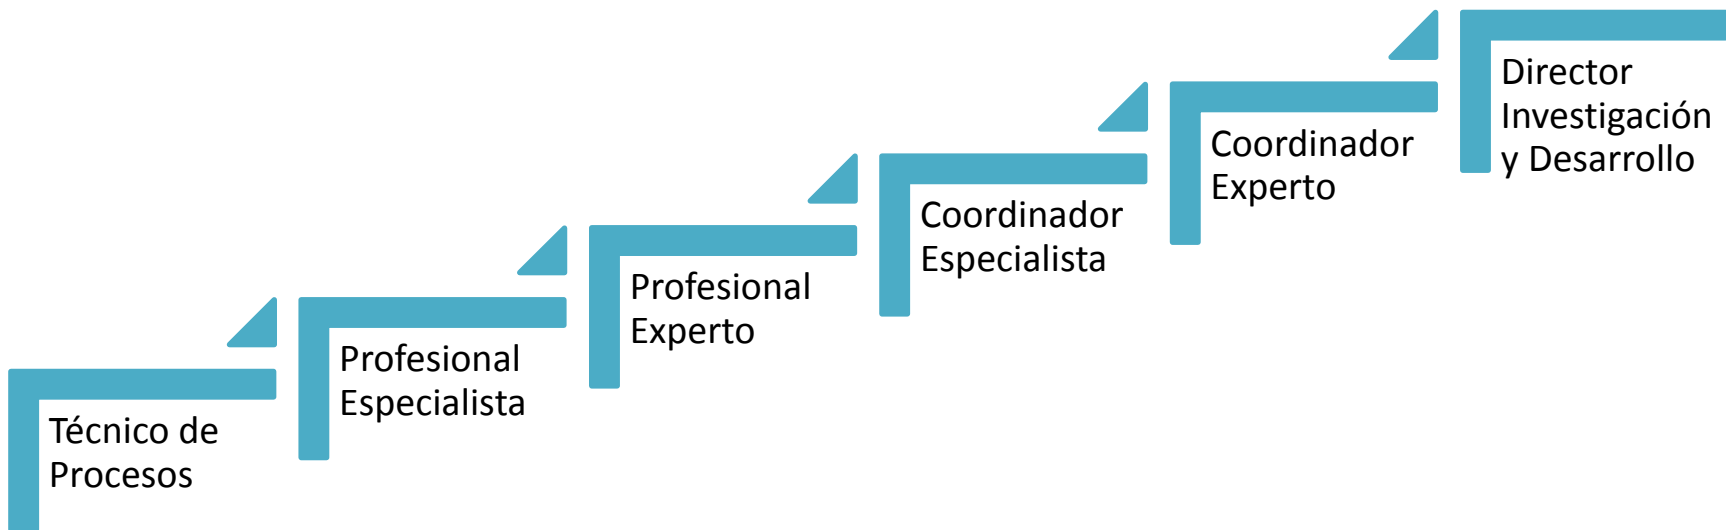 Técnico de
Procesos
Profesional
Especialista
Profesional
Experto
Coordinador
Especialista
Coordinador
Experto
Director
Investigación
y Desarrollo